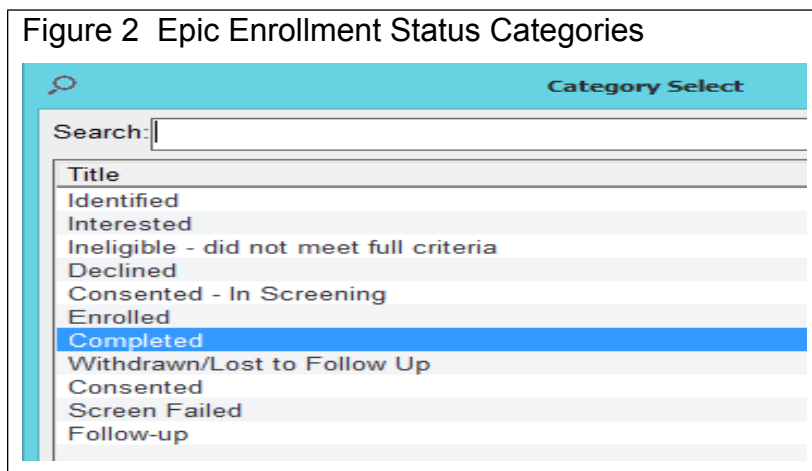 Figure 2 Epic Enrollment Status Categories
Category Select
Search:
Title
Identified
Interested
Ineligible - did not meet full criteria
Declined
Consented - In Screening
Enrolled
Completed
Withdrawn/Lost to Follow Up
Consented
Screen Failed
Follow-up